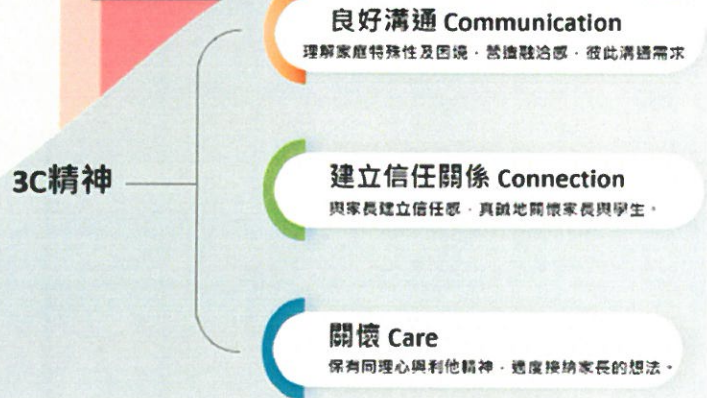 良好溝通 Communication
理解家庭特殊性及困境，營造融洽感，彼此溝通需求
3C精神
建立信任關係 Connection
與家長建立信任感，真誠地關懷家長與學生。
關懷 Care
保有同理心與利他精神，適度接納家長的想法。